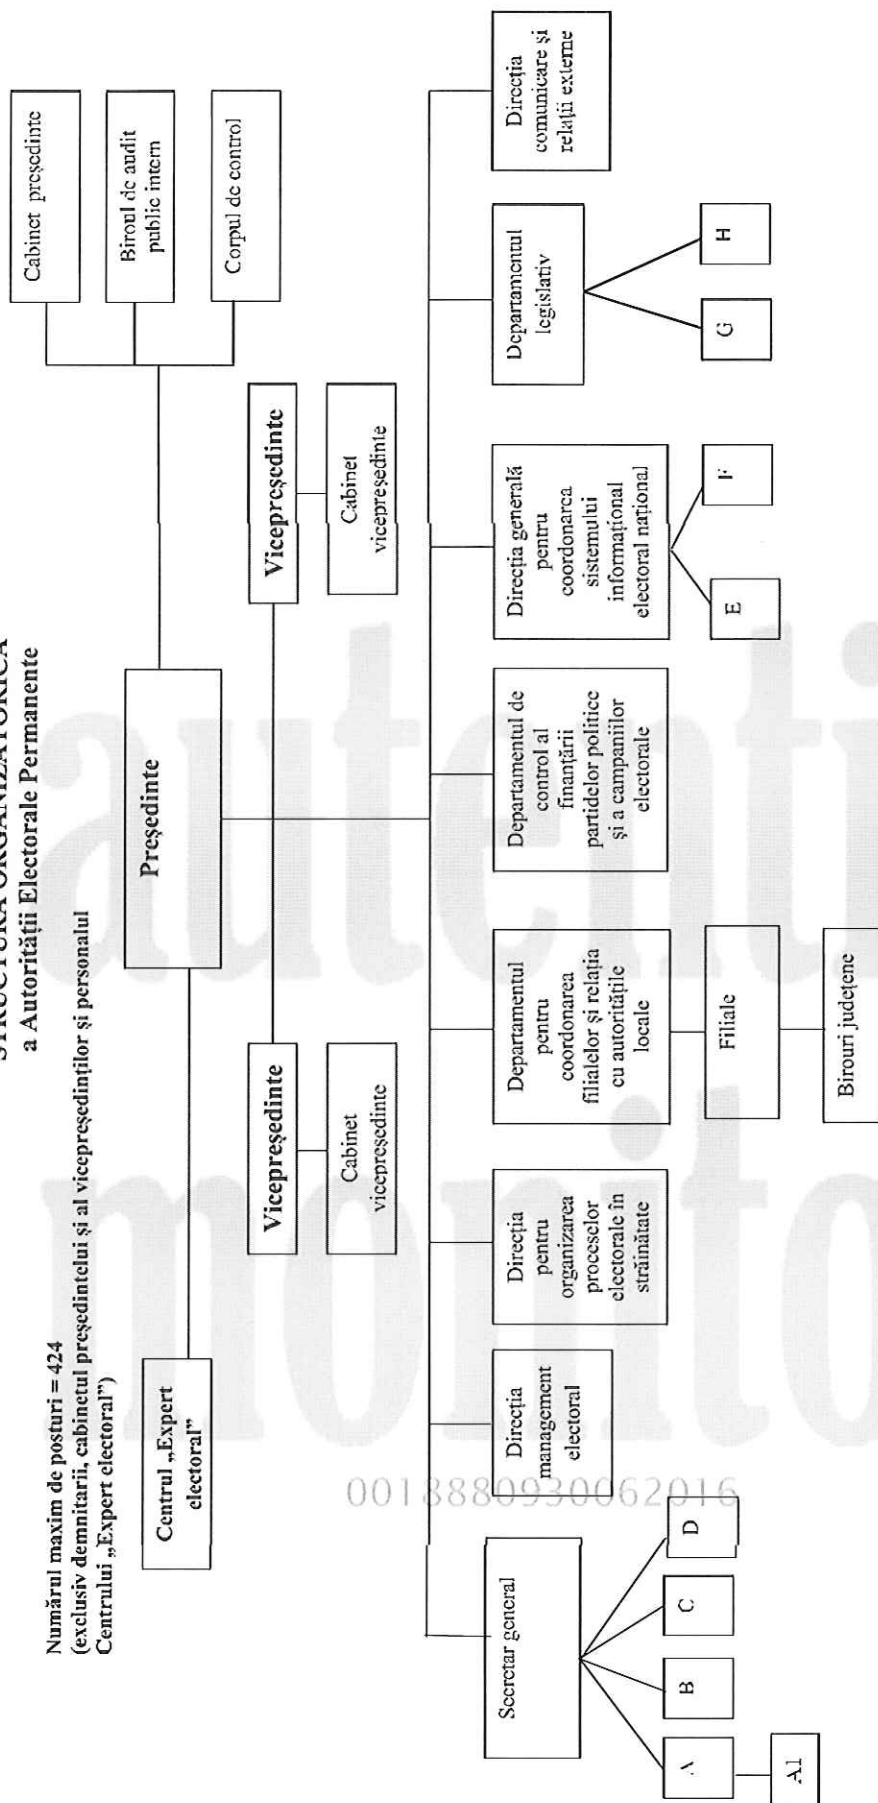 STRUCTURA ORGANIZATORICĂ
a Autorității Electorale Permanente
Numărul maxim de posturi = 424
(exclusiv demnitarii, cabinetul președintelui și al vicepreședinților și personalul
Centrului „Expert electoral”)
Cabinet președinte
Biroul de audit
public intern
Corpul de control
Președinte
Centrul „Expert
electoral”
Vicepreședinte
Cabinet
vicepreședinte
Vicepreședinte
Cabinet
vicepreședinte
Secretar general
Direcția
management
electoral
Direcția
pentru
organizarea
proceselor
electorale în
străinătate
Departamentul
pentru
coordonarea
filialelor și relația
cu autoritățile
locale
Departamentul de
control al
finanțării
partidelor politice
și a campaniilor
electorale
Direcția generală
pentru
coordonarea
sistemului
informațional
electoral național
Departamentul
legislativ
Direcția
comunicare și
relații externe
A
B
C
D
A1
Filiale
Birouri județene
E
F
G
H
autenti
monito
0018880930062016